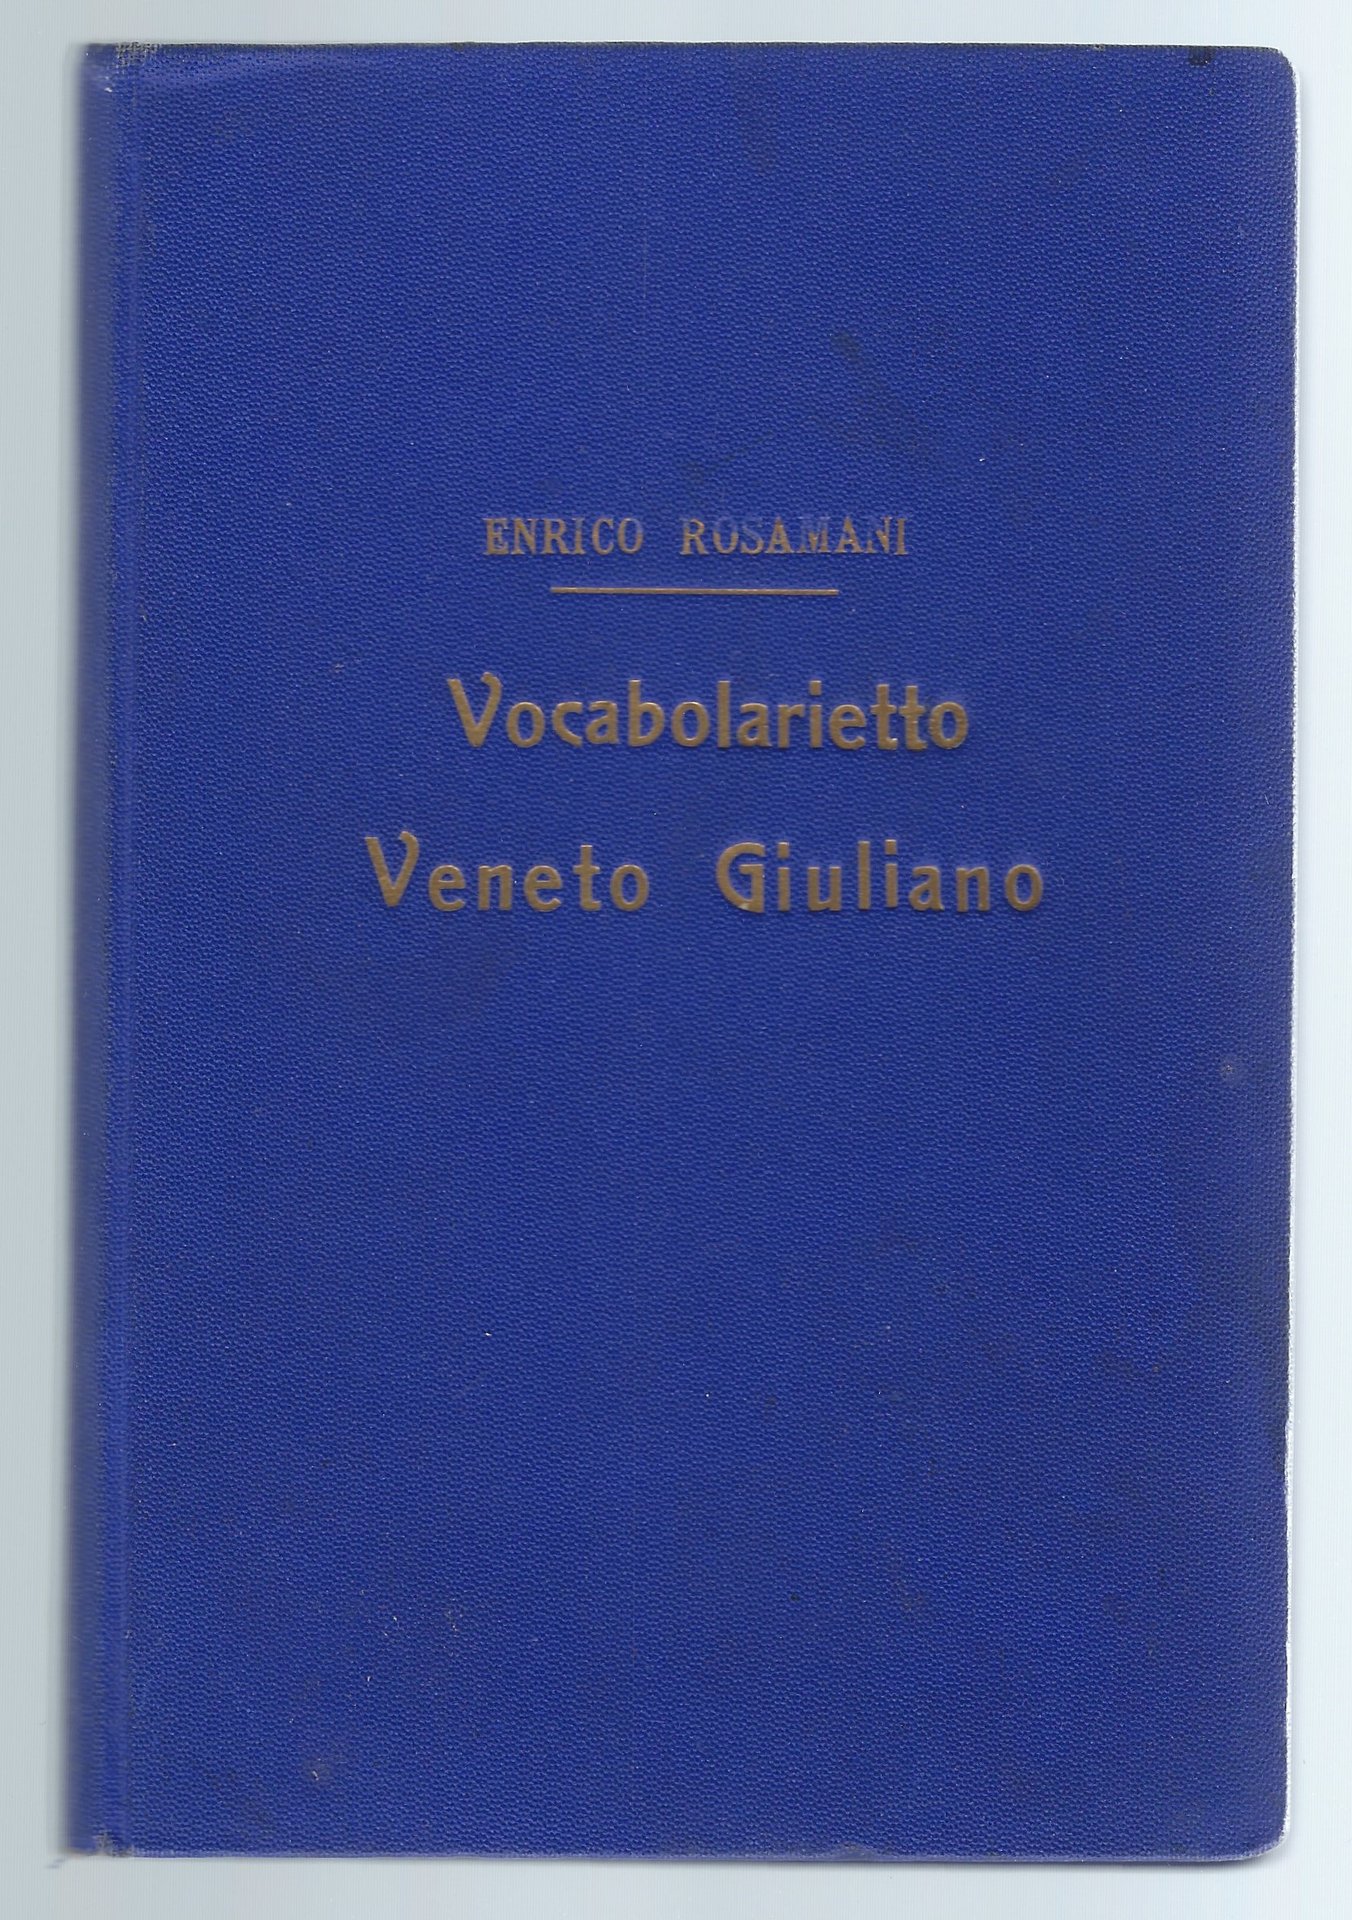 ENRICO ROSAMANI
Vocabolarietto
Veneto Giuliano